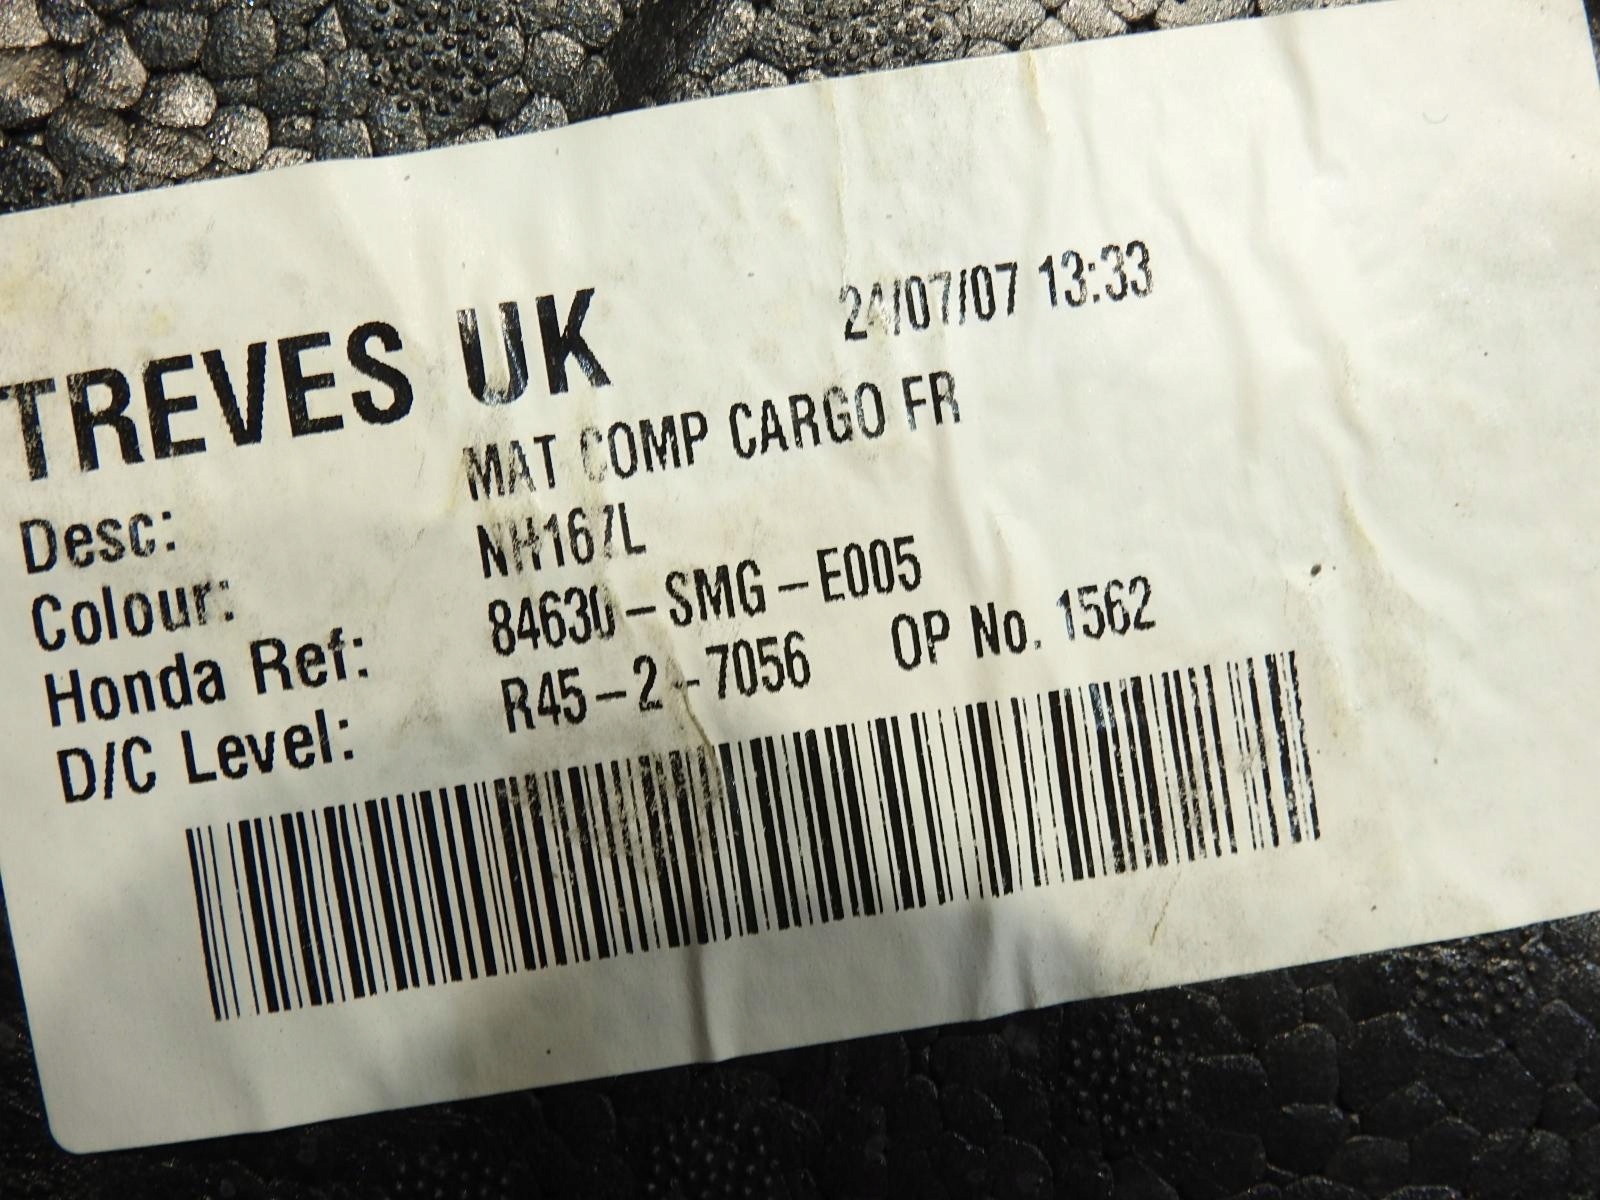 TREVES UK 24/07/07 13:33
Desc: MAT COMP CARGO FR
Colour: NH167L
Honda Ref: 84630-SMG-E005
D/C Level: R45-2-7056 OP No. 1562